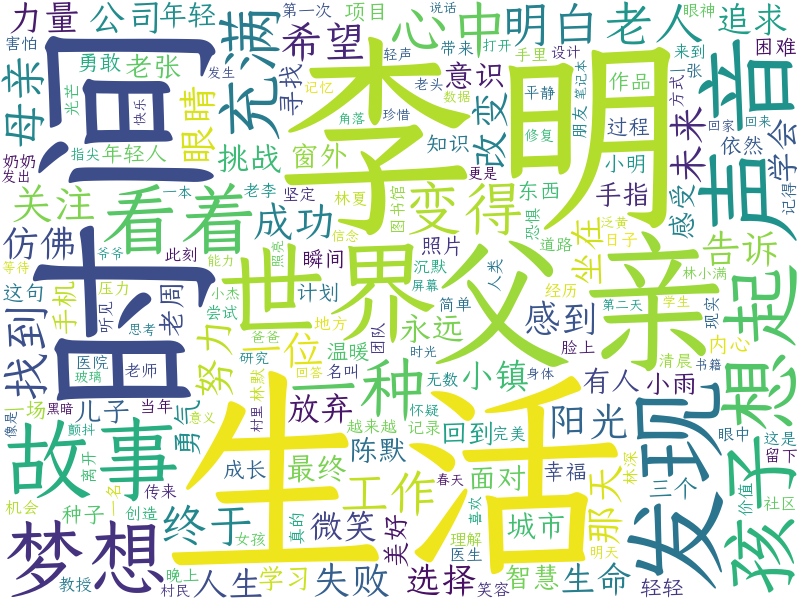 李明
生活
时间
父亲
世界
发现
声音
孩子
想起
梦想
故事
看着
一种
充满
找到
变得
工作
心中
明白
老人
追求
希望
力量
公司
年轻
第一次
项目
说话
眼神
害怕
勇敢
老张
轻声
带来
打开
手里
设计
来到
困难
母亲
光芒
眼睛
发生
寻找
意识
记忆
老头
数据
平静
笔记本
朋友
作品
方式
一张
快乐
珍惜
角落
改变
修复
过程
未来
回家
回来
奶奶
发出
指尖
年轻人
挑战
窗外
知识
小明
依然
学会
记得
关注
一本
老李
坚定
林夏
图书馆
更是
东西
恐惧
手指
感受
成功
泛黄
日子
告诉
仿佛
等待
爷爷
此刻
能力
照亮
信念
瞬间
照片
道路
坐在
林小满
沉默
人类
这句
手机
压力
小杰
计划
屏幕
简单
感到
经历
第二天
学生
老周
听见
思考
尝试
爸爸
地方
团队
永远
脸上
现实
努力
一位
内心
医院
玻璃
老师
研究
回答
温暖
时光
小镇
无数
身体
清晨
书籍
名叫
林默
有人
小雨
像是
一场
黑暗
儿子
当年
勇气
意义
村里
放弃
越来越
怀疑
陈默
记录
完美
回到
阳光
眼中
这是
留下
颤抖
离开
成长
最终
面对
幸福
林深
三个
价值
社区
机会
一名
传来
种子
创造
终于
真的
女孩
微笑
美好
春天
喜欢
理解
城市
那天
医生
明天
教授
晚上
村民
人生
学习
失败
选择
笑容
智慧
生命
轻轻